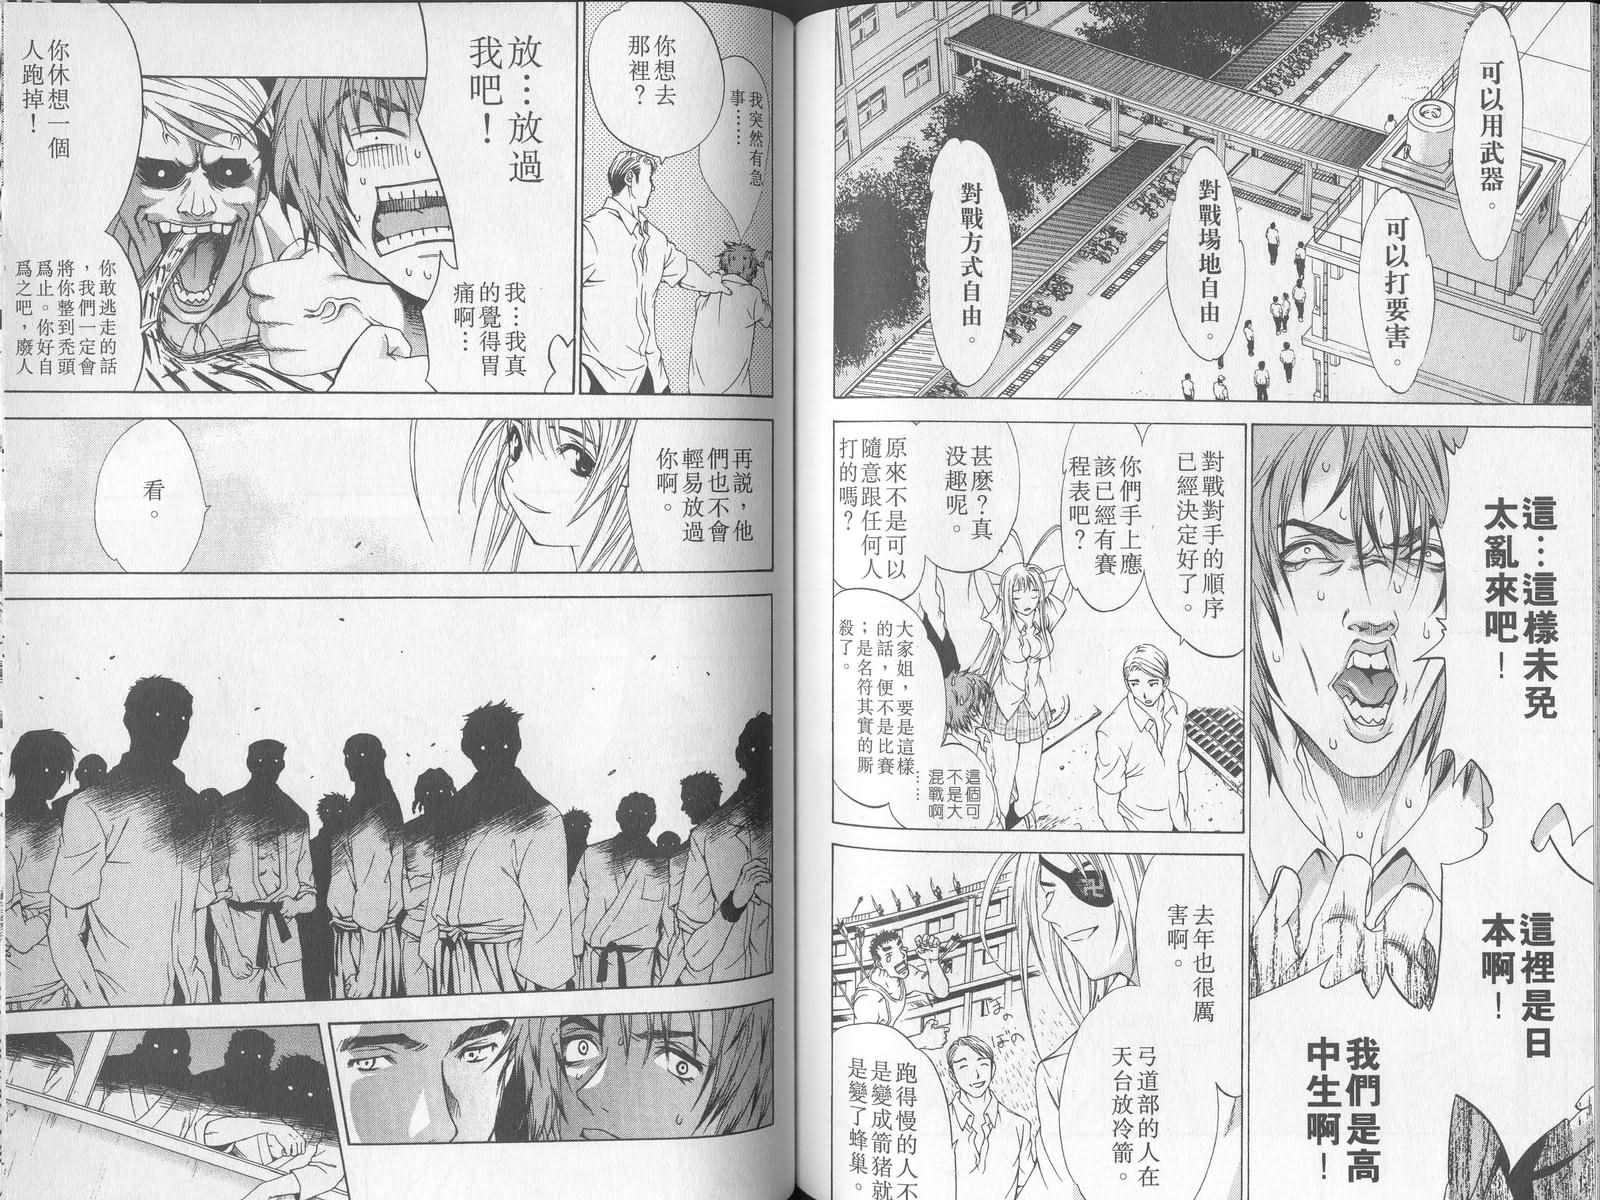 可以用武器。
可以打要害。
對戰場地自由。
對戰方式自由。
這…這樣未免
太亂來吧！
這裡是日
本啊！
我們是高
中生啊！
對戰對手的順序
已經決定好了。
你們手上應
該已經有賽
程表吧？
甚麼？真
没趣呢。
原來不是可以
隨意跟任何人
打的嗎？
大家姐，要是這樣
的話，便不是比賽
；是名符其實的厮
殺了。
這個可
不是大
混戰啊
……
去年也很厲
害啊。
弓道部的人在
天台放冷箭。
ほのぼの
跑得慢的人不
是變成箭豬就
是變了蜂巢。
我突然有急
事……
你想去
那裡？
放…放過
我吧！
我…我真
的覺得胃
痛啊…
你休想一個
人跑掉！
你敢逃走的話
，我們一定會
將你整到禿頭
爲止。你好自
爲之吧，廢人
再説，他
們也不會
輕易放過
你啊。
看。